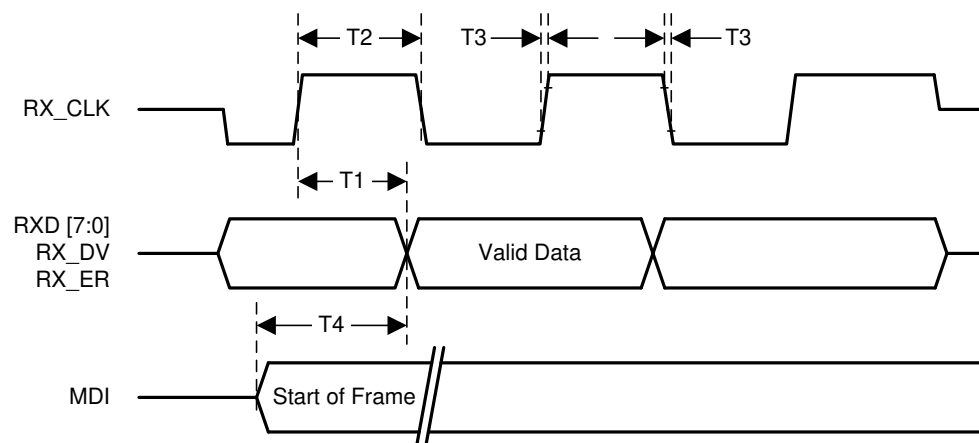 T2
T3
T3
RX_CLK
T1
RXD [7:0]
RX_DV
RX_ER
Valid Data
T4
MDI
Start of Frame